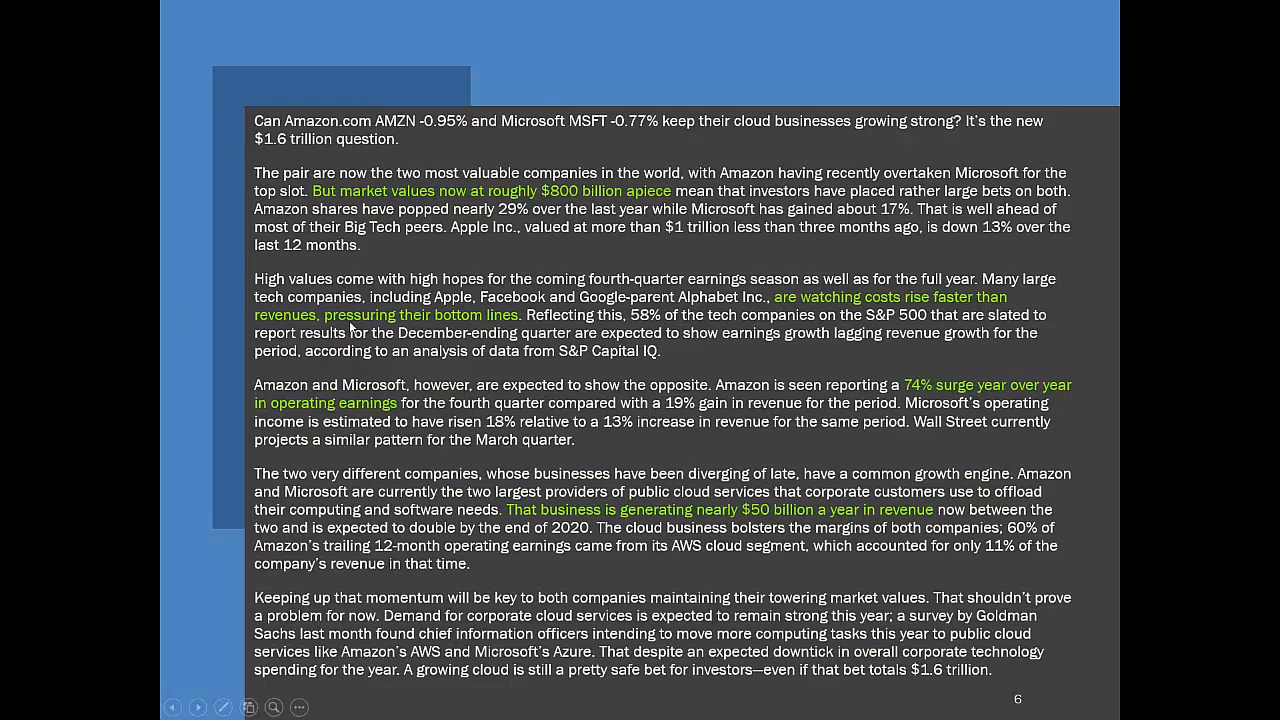 Can Amazon.com AMZN -0.95% and Microsoft MSFT -0.77% keep their cloud businesses growing strong? It's the new
$1.6 trillion question.
The pair are now the two most valuable companies in the world, with Amazon having recently overtaken Microsoft for the
top slot. But market values now at roughly $800 billion apiece mean that investors have placed rather large bets on both.
Amazon shares have popped nearly 29% over the last year while Microsoft has gained about 17%. That is well ahead of
most of their Big Tech peers. Apple Inc., valued at more than $1 trillion less than three months ago, is down 13% over the
last 12 months.
High values come with high hopes for the coming fourth-quarter earnings season as well as for the full year. Many large
tech companies, including Apple, Facebook and Google-parent Alphabet Inc., are watching costs rise faster than
revenues, pressuring their bottom lines. Reflecting this, 58% of the tech companies on the S&P 500 that are slated to
report results for the December-ending quarter are expected to show earnings growth lagging revenue growth for the
period, according to an analysis of data from S&P Capital IQ.
Amazon and Microsoft, however, are expected to show the opposite. Amazon is seen reporting a 74% surge year over year
in operating earnings for the fourth quarter compared with a 19% gain in revenue for the period. Microsoft's operating
income is estimated to have risen 18% relative to a 13% increase in revenue for the same period. Wall Street currently
projects a similar pattern for the March quarter.
The two very different companies, whose businesses have been diverging of late, have a common growth engine. Amazon
and Microsoft are currently the two largest providers of public cloud services that corporate customers use to offload
their computing and software needs. That business is generating nearly $50 billion a year in revenue now between the
two and is expected to double by the end of 2020. The cloud business bolsters the margins of both companies; 60% of
Amazon's trailing 12-month operating earnings came from its AWS cloud segment, which accounted for only 11% of the
company's revenue in that time.
Keeping up that momentum will be key to both companies maintaining their towering market values. That shouldn't prove
a problem for now. Demand for corporate cloud services is expected to remain strong this year; a survey by Goldman
Sachs last month found chief information officers intending to move more computing tasks this year to public cloud
services like Amazon's AWS and Microsoft's Azure. That despite an expected downtick in overall corporate technology
spending for the year. A growing cloud is still a pretty safe bet for investors—even if that bet totals $1.6 trillion.
6